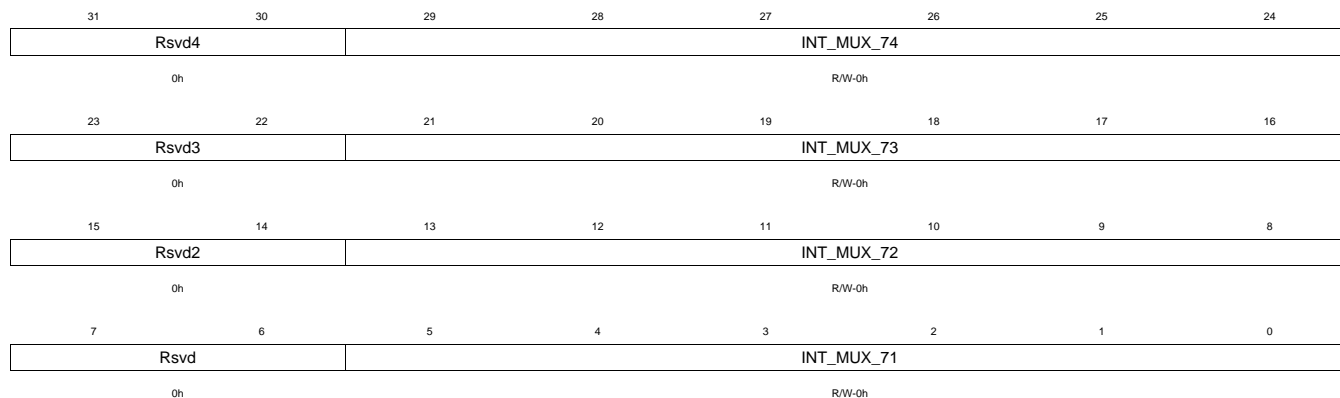 31 30 29 28 27 26 25 24
Rsvd4 INT_MUX_74
0h R/W-0h
23 22 21 20 19 18 17 16
Rsvd3 INT_MUX_73
0h R/W-0h
15 14 13 12 11 10 9 8
Rsvd2 INT_MUX_72
0h R/W-0h
7 6 5 4 3 2 1 0
Rsvd INT_MUX_71
0h R/W-0h